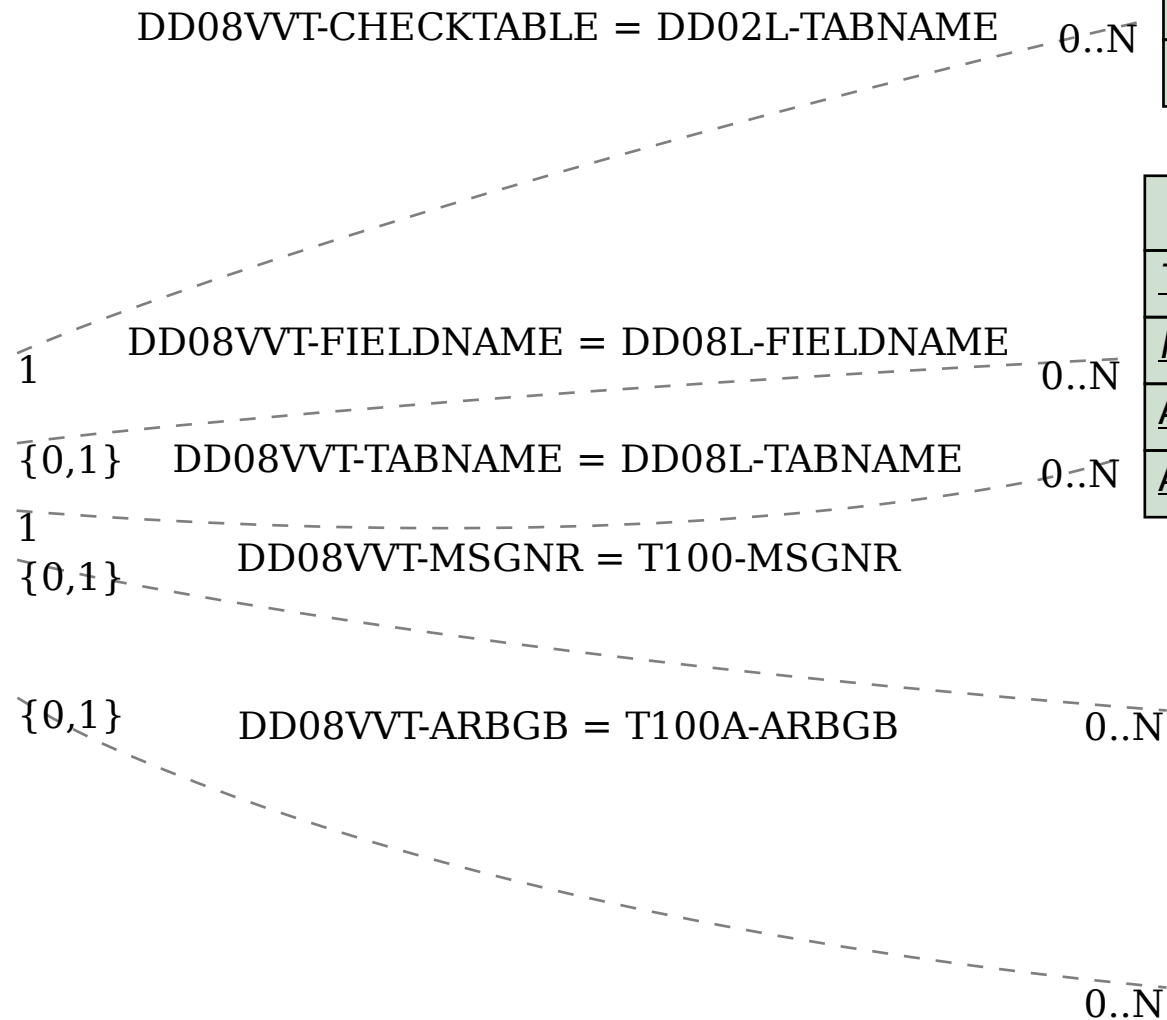 DD08VVT-CHECKTABLE = DD02L-TABNAME
0..N
DD08VVT-FIELDNAME = DD08L-FIELDNAME
1
0..N
{0,1}
DD08VVT-TABNAME = DD08L-TABNAME
0..N
1
DD08VVT-MSGNR = T100-MSGNR
{0,1}
{0,1}
DD08VVT-ARBGB = T100A-ARBGB
0..N
0..N